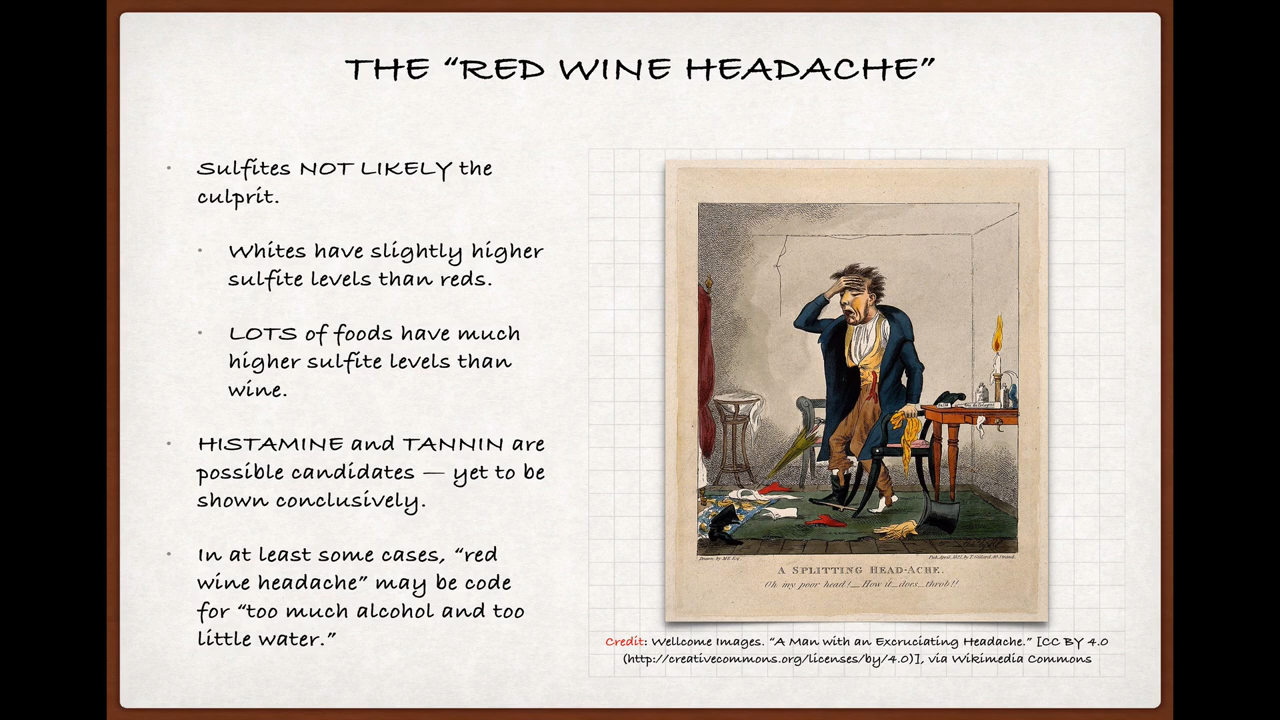 THE “RED WINE HEADACHE”
Sulfites NOT LIKELY the
culprit.
Whites have slightly higher
sulfite levels than reds.
LOTS of foods have much
higher sulfite levels than
wine.
HISTAMINE and TANNIN are
possible candidates — yet to be
shown conclusively.
In at least some cases, “red
wine headache” may be code
for “too much alcohol and too
little water.”
A SPLITTING HEAD-ACHE.
Oh my poor head!__How it__does__throb!!
Credit: Wellcome Images. “A Man with an Excruciating Headache.” [CC BY 4.0
(http://creativecommons.org/licenses/by/4.0)], via Wikimedia Commons